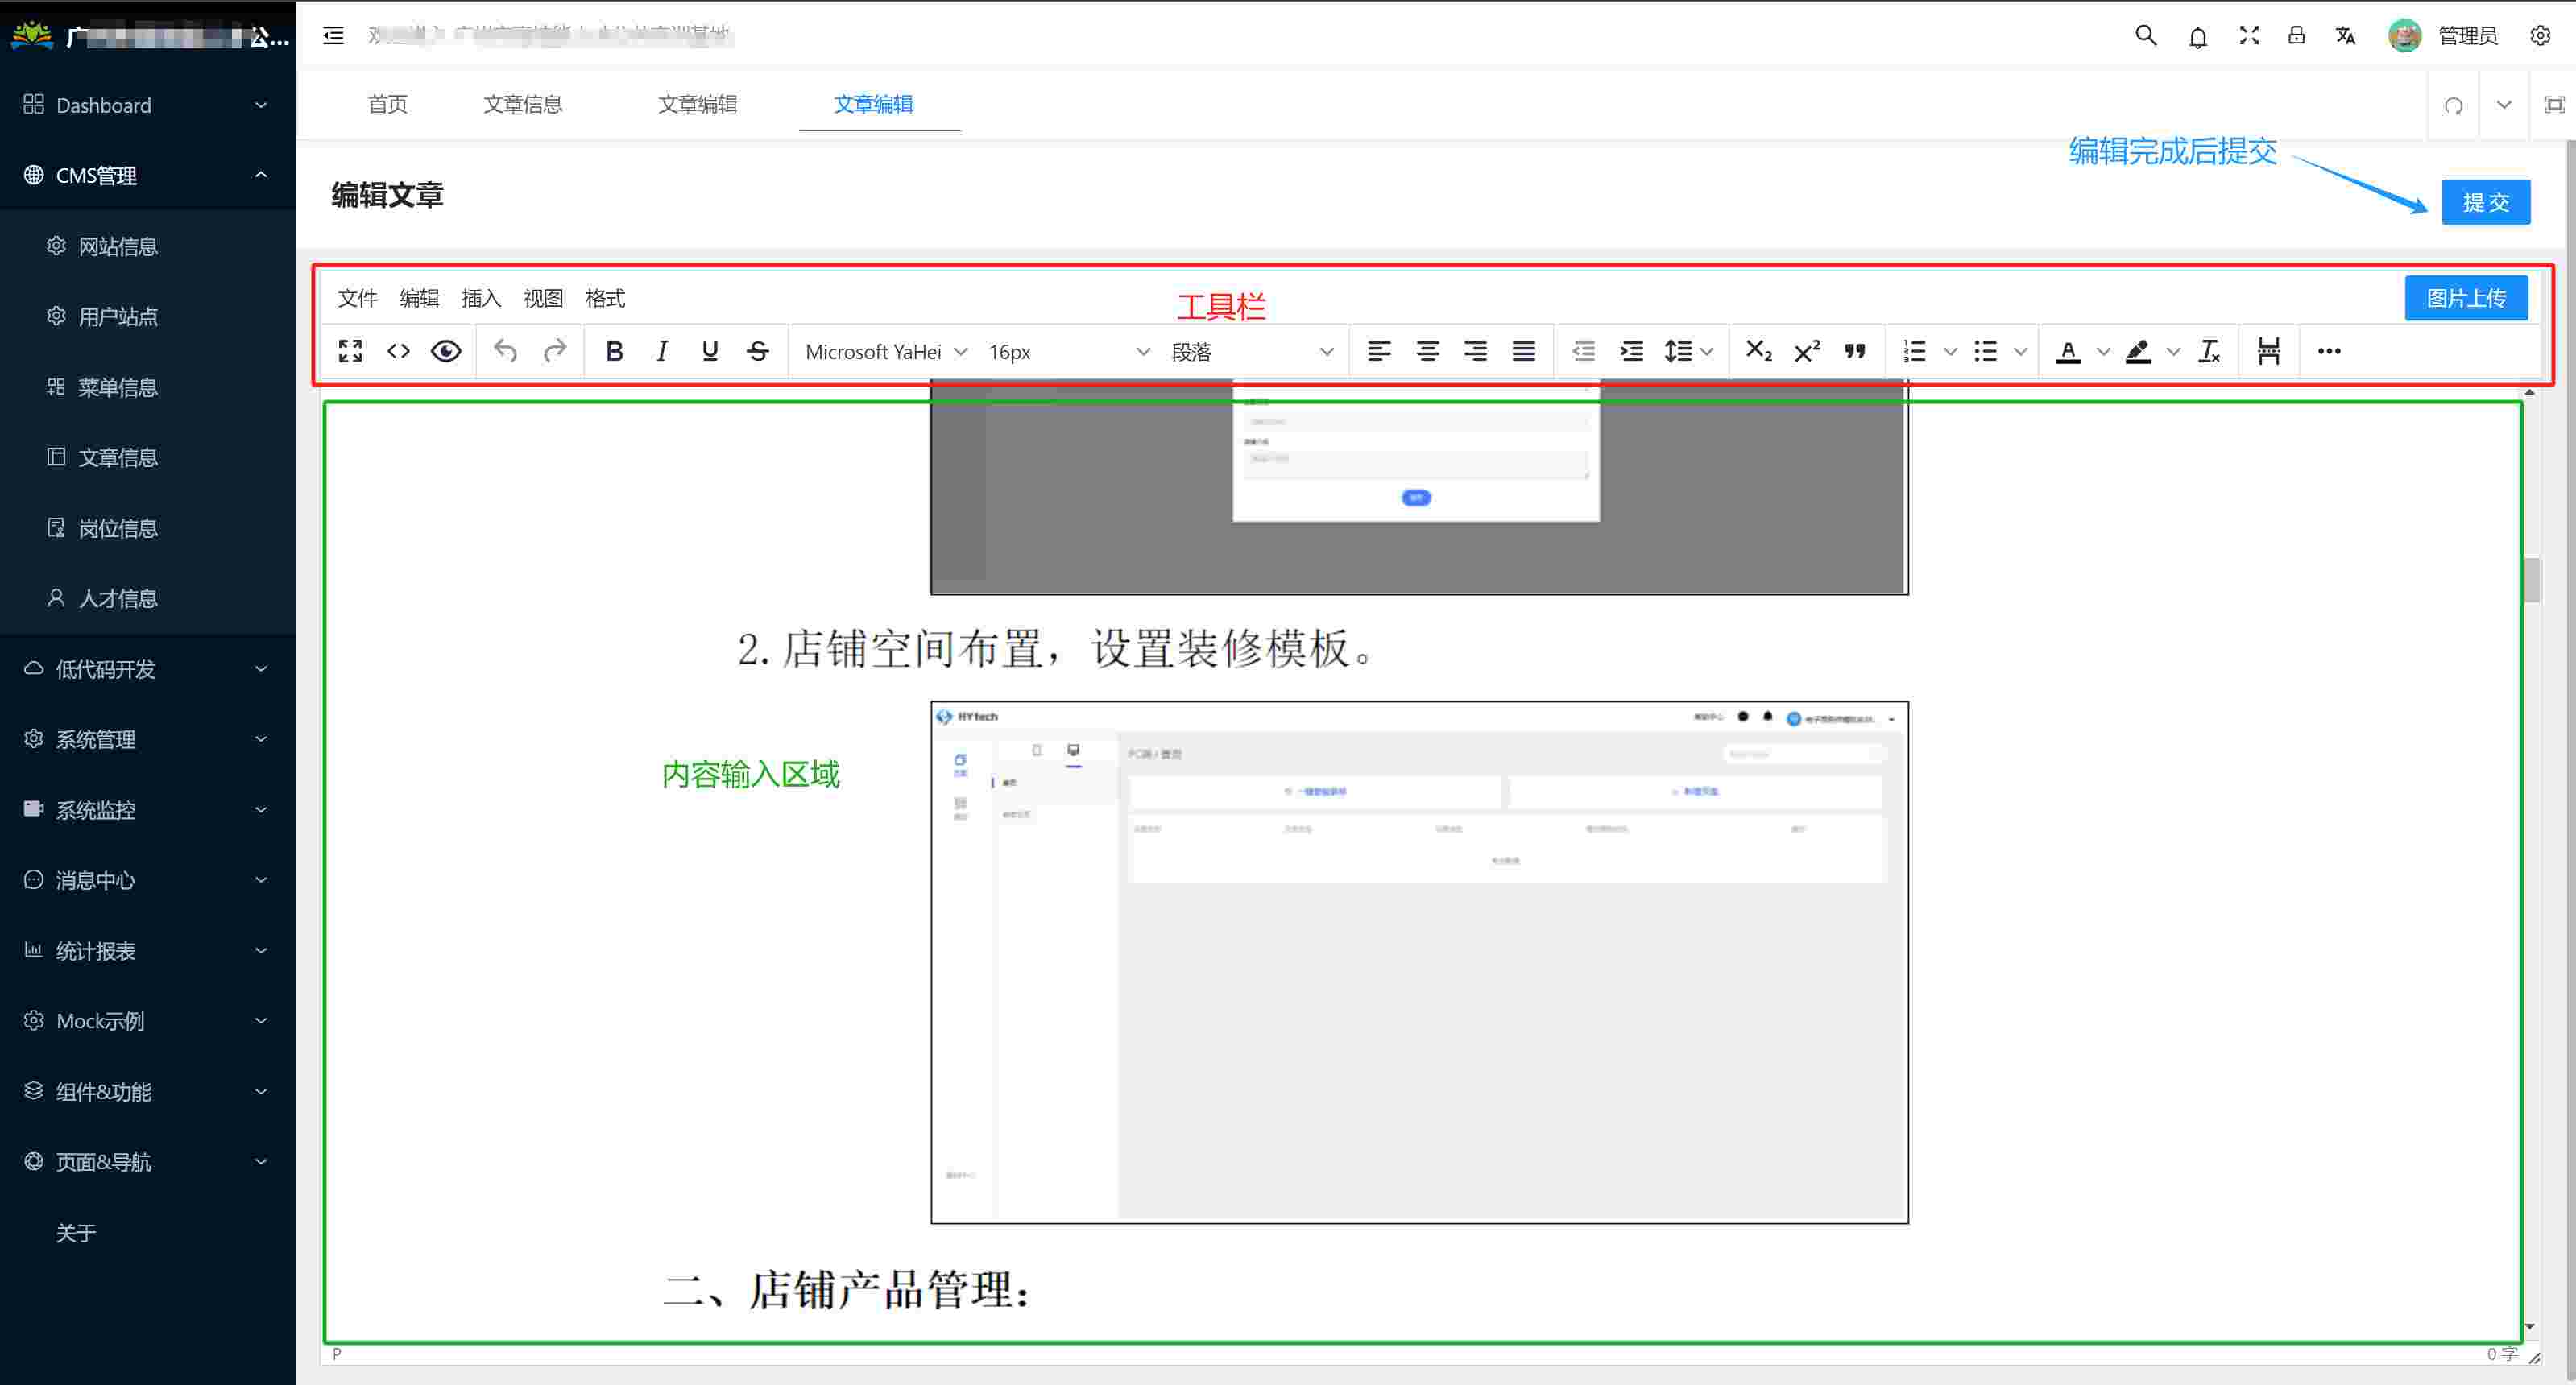 广
公...
管理员
Dashboard
首页
文章信息
文章编辑
文章编辑
编辑完成后提交
CMS管理
编辑文章
提 交
网站信息
用户站点
菜单信息
文章信息
岗位信息
人才信息
低代码开发
系统管理
系统监控
消息中心
统计报表
Mock示例
组件&功能
页面&导航
关于
文件 编辑 插入 视图 格式
工具栏
图片上传
Microsoft YaHei
16px
段落
2.店铺空间布置，设置装修模板。
HYtech
内容输入区域
二、店铺产品管理：
P
0 字